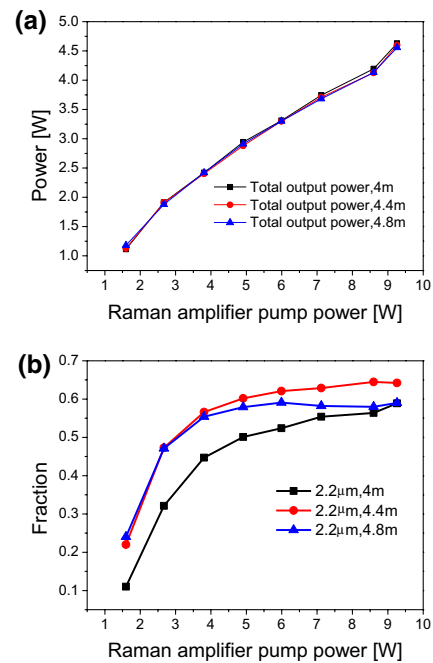 (a)
5.0
4.5
4.0
3.5
3.0
2.5
2.0
1.5
1.0
Power [W]
Total output power,4m
Total output power,4.4m
Total output power,4.8m
1 2 3 4 5 6 7 8 9 10
Raman amplifier pump power [W]
(b)
0.7
0.6
0.5
0.4
0.3
0.2
0.1
Fraction
2.2μm,4m
2.2μm,4.4m
2.2μm,4.8m
1 2 3 4 5 6 7 8 9 10
Raman amplifier pump power [W]